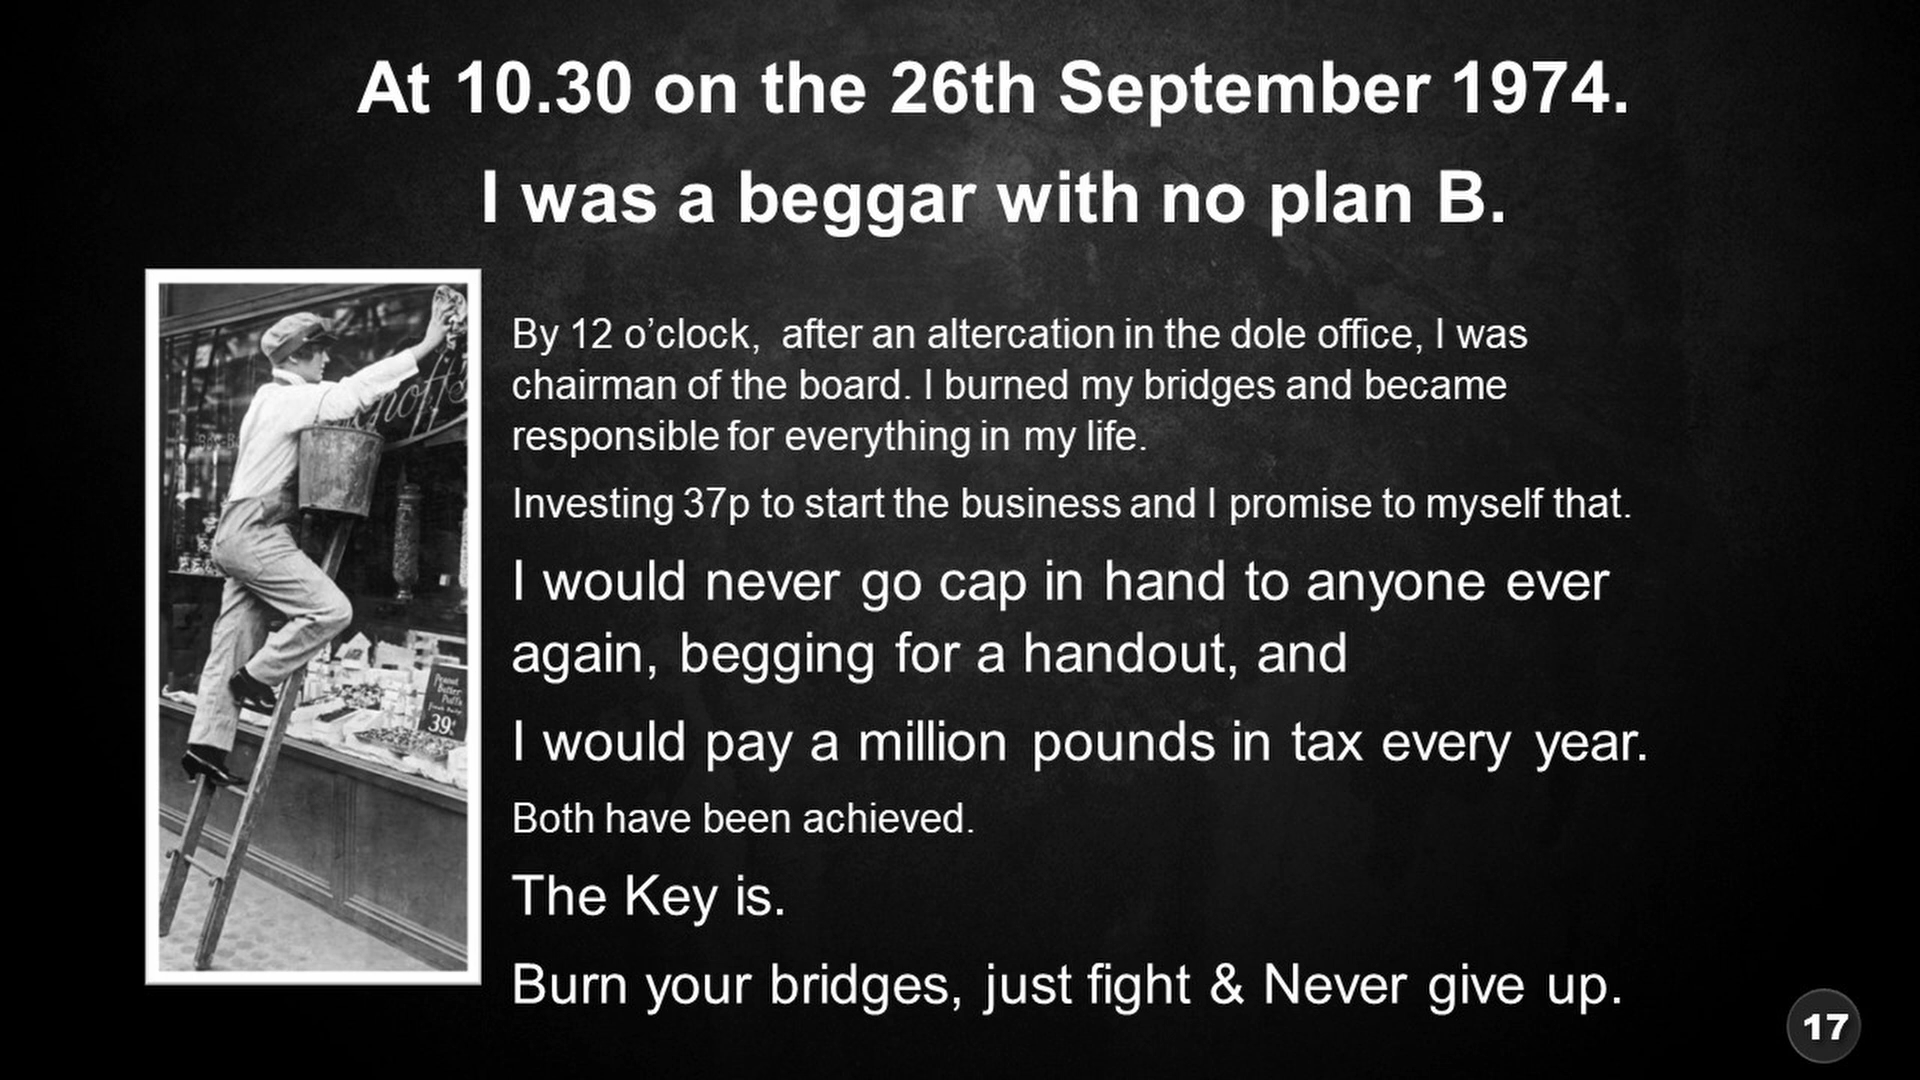 At 10.30 on the 26th September 1974.
I was a beggar with no plan B.
By 12 o’clock,  after an altercation in the dole office, I was
chairman of the board. I burned my bridges and became
responsible for everything in my life.
Investing 37p to start the business and I promise to myself that.
I would never go cap in hand to anyone ever
again, begging for a handout, and
I would pay a million pounds in tax every year.
Both have been achieved.
The Key is.
Burn your bridges, just fight & Never give up.
Peanut
Butter
Puffs
39¢
17